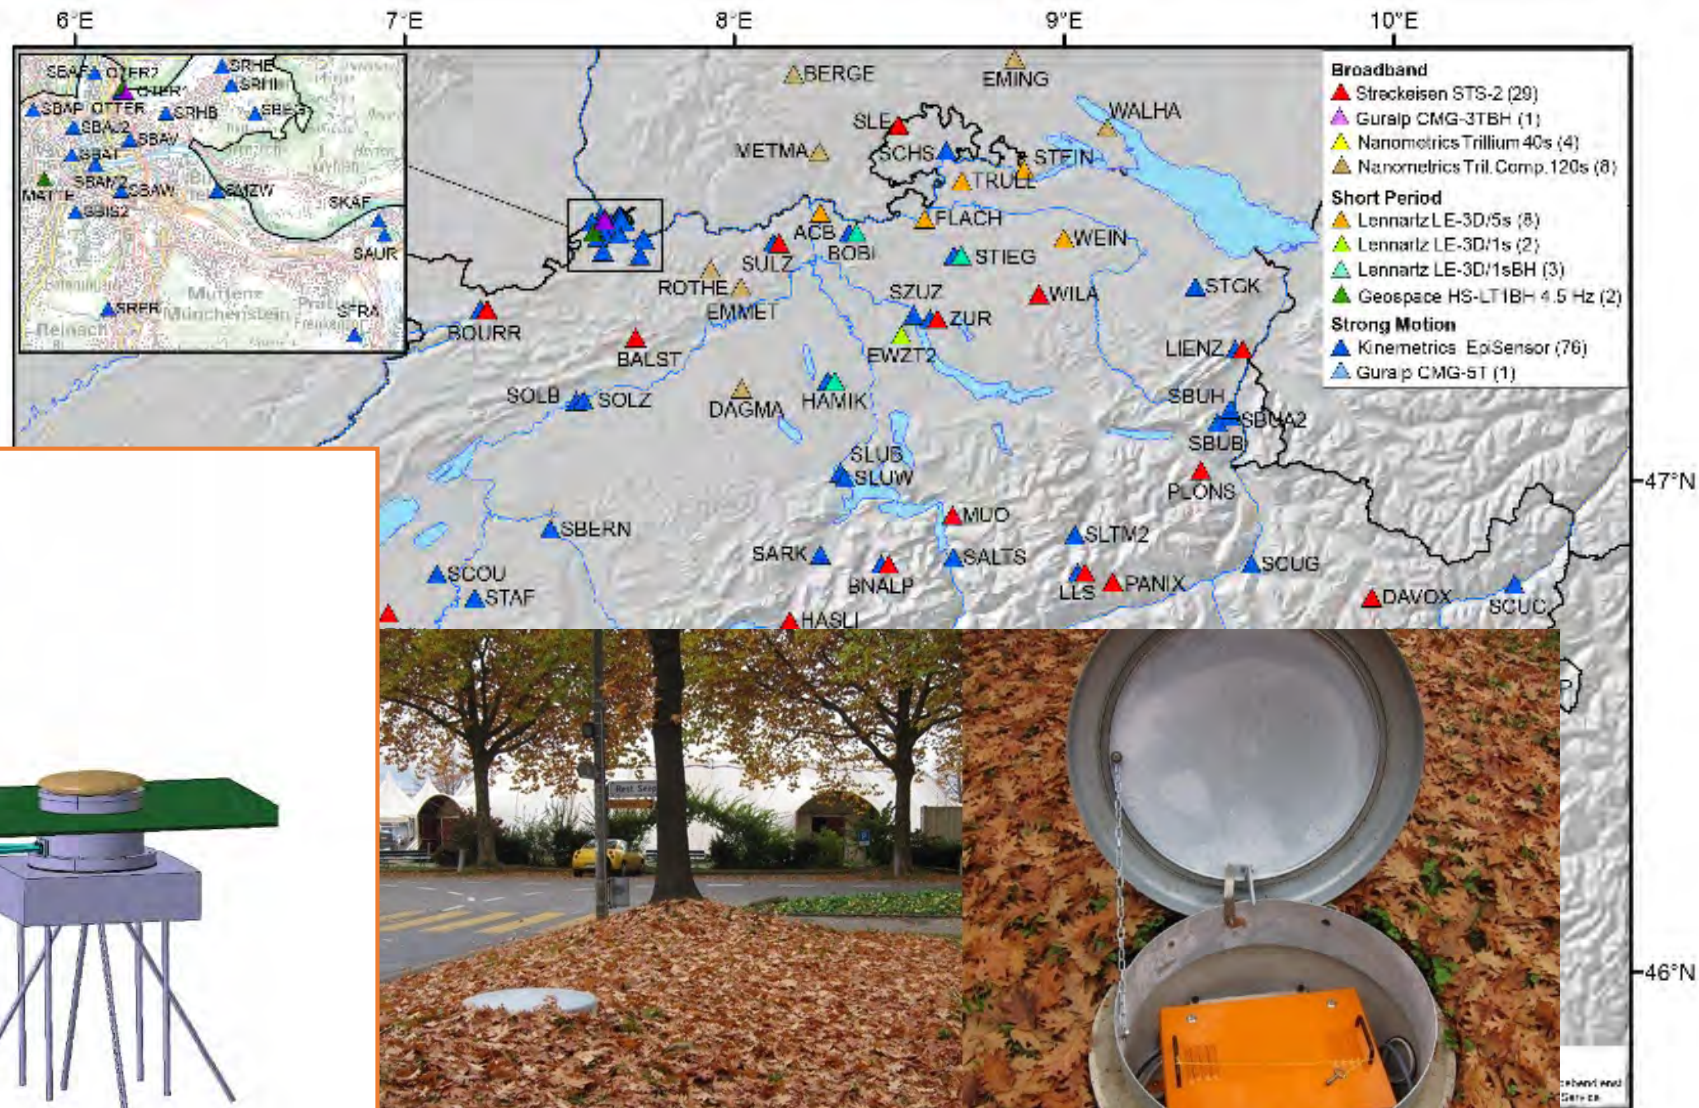 6°E
7°E
8°E
9°E
10°E
SBAF OTER2
OTER1
SBAP OTTER
SBAJ2
SBAV
SBAT
SBAM2
SBAW
MATTE
SBIS2
SRHE
SRHI
SRHB
SBEG
SMZW
SKAF
SAUR
SRER
SFRA
Reinach
Muttenz
Münchenstein
BERGE
EMING
WALHA
SLE
METMA
SCHS
STEIN
TRULL
FLACH
ACB
SULZ
BOBI
STIEG
WEIN
ROTHE
EMMET
SZUZ
ZUR
WILA
STGK
BOURR
BALST
EWZT2
LIENZ
SOLB
SOLZ
DAGMA
HAMIK
SBUH
SBUA2
SBUB
SLUB
SLUW
PLONS
MUO
SBERN
SARK
SALTS
SLTM2
SCOU
STAF
BNALP
LLS
PANIX
SCUG
DAVOX
SCUC
HASLI
47°N
46°N
Broadband
Streckeisen STS-2 (29)
Guralp CMG-3TBH (1)
Nanometrics Trillium 40s (4)
Nanometrics Tril.Comp.120s (8)
Short Period
Lennartz LE-3D/5s (8)
Lennartz LE-3D/1s (2)
Lennartz LE-3D/1sBH (3)
Geospace HS-LT1BH 4.5 Hz (2)
Strong Motion
Kinemetrics EpiSensor (76)
Guralp CMG-5T (1)